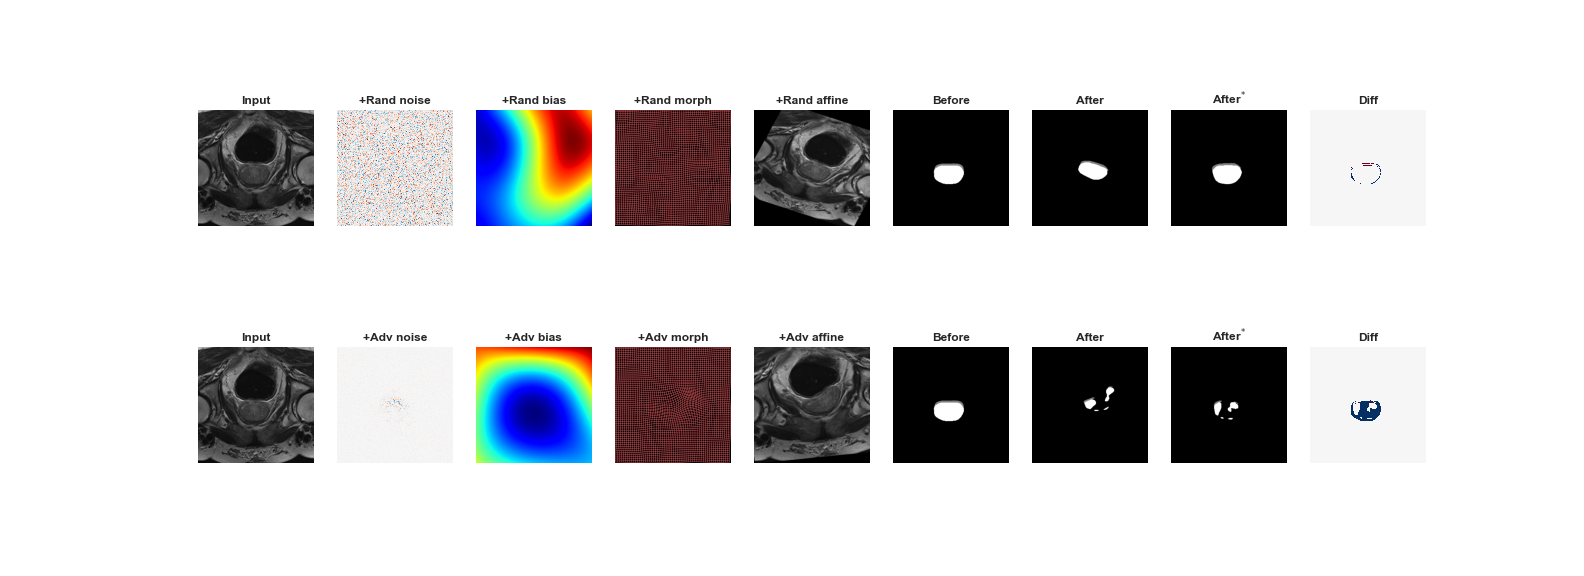 Input +Rand noise +Rand bias +Rand morph +Rand affine Before After After* Diff
Input +Adv noise +Adv bias +Adv morph +Adv affine Before After After* Diff